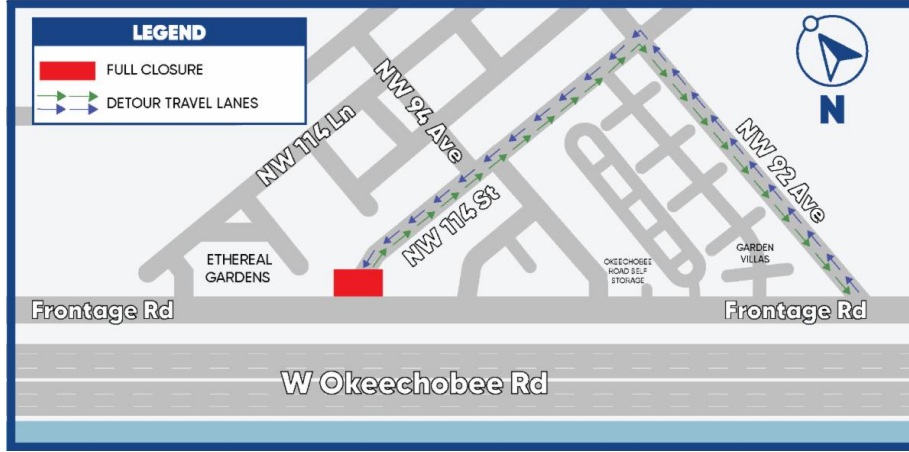 LEGEND
FULL CLOSURE
DETOUR TRAVEL LANES
N
NW 114 Ln
NW 94 Ave
NW 114 St
NW 92 Ave
ETHEREAL
GARDENS
OKEECHOBEE
ROAD SELF
STORAGE
GARDEN
VILLAS
Frontage Rd
Frontage Rd
W Okeechobee Rd